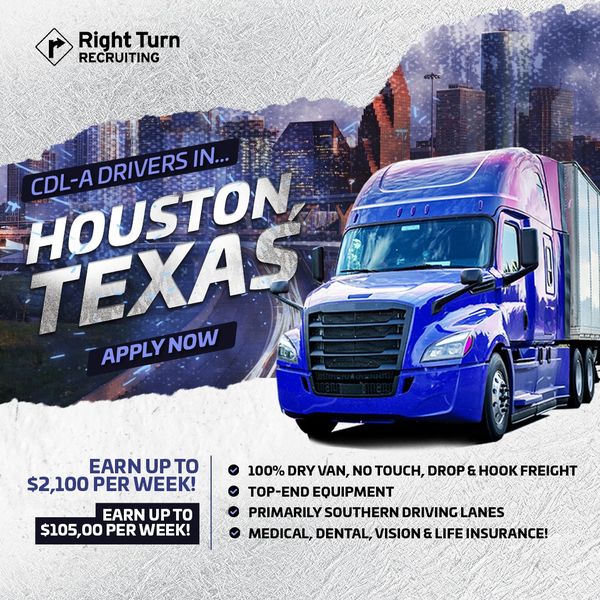 Right Turn
RECRUITING
CDL-A DRIVERS IN...
HOUSTON,
TEXAS
APPLY NOW
EARN UP TO
$2,100 PER WEEK!
EARN UP TO
$105,00 PER WEEK!
100% DRY VAN, NO TOUCH, DROP & HOOK FREIGHT
TOP-END EQUIPMENT
PRIMARILY SOUTHERN DRIVING LANES
MEDICAL, DENTAL, VISION & LIFE INSURANCE!